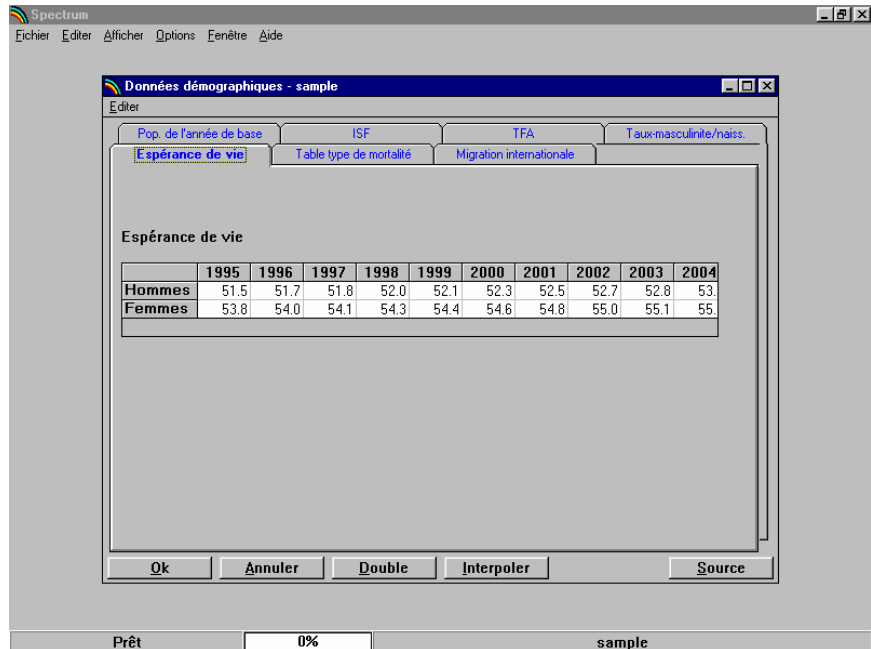 Spectrum
Fichier Editer Afficher Options Fenêtre Aide
Données démographiques - sample
Editer
Pop. de l'année de base ISF TFA Taux-masculinite/naiss.
Espérance de vie Table type de mortalité Migration internationale
Espérance de vie
1995 1996 1997 1998 1999 2000 2001 2002 2003 2004
Hommes 51.5 51.7 51.8 52.0 52.1 52.3 52.5 52.7 52.8 53.
Femmes 53.8 54.0 54.1 54.3 54.4 54.6 54.8 55.0 55.1 55.
Ok Annuler Double Interpoler Source
Prêt 0% sample